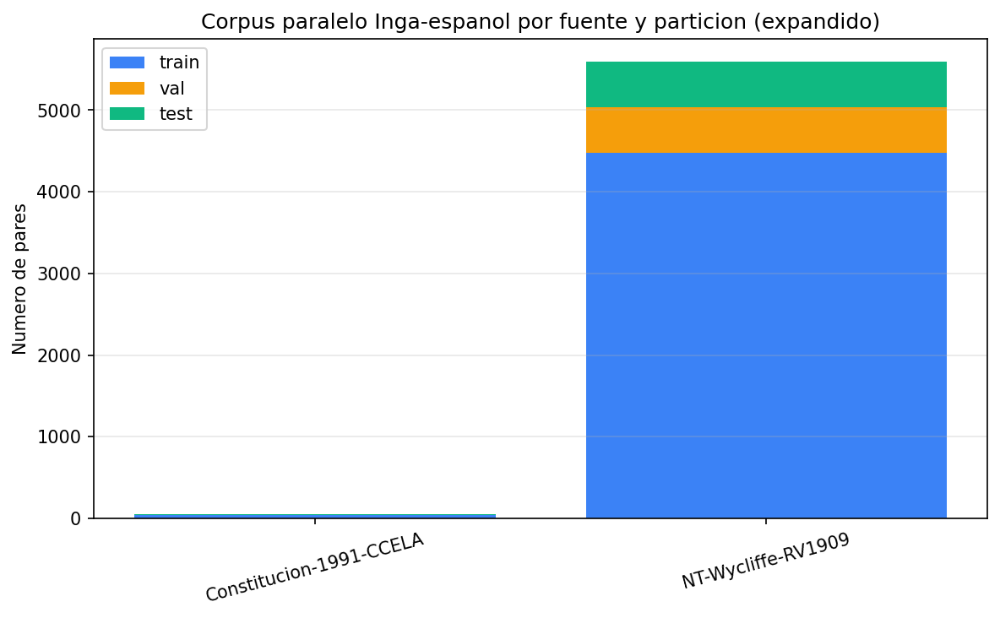 Corpus paralelo Inga-espanol por fuente y particion (expandido)
train
val
test
Numero de pares
5000
4000
3000
2000
1000
0
Constitucion-1991-CCELA
NT-Wycliffe-RV1909